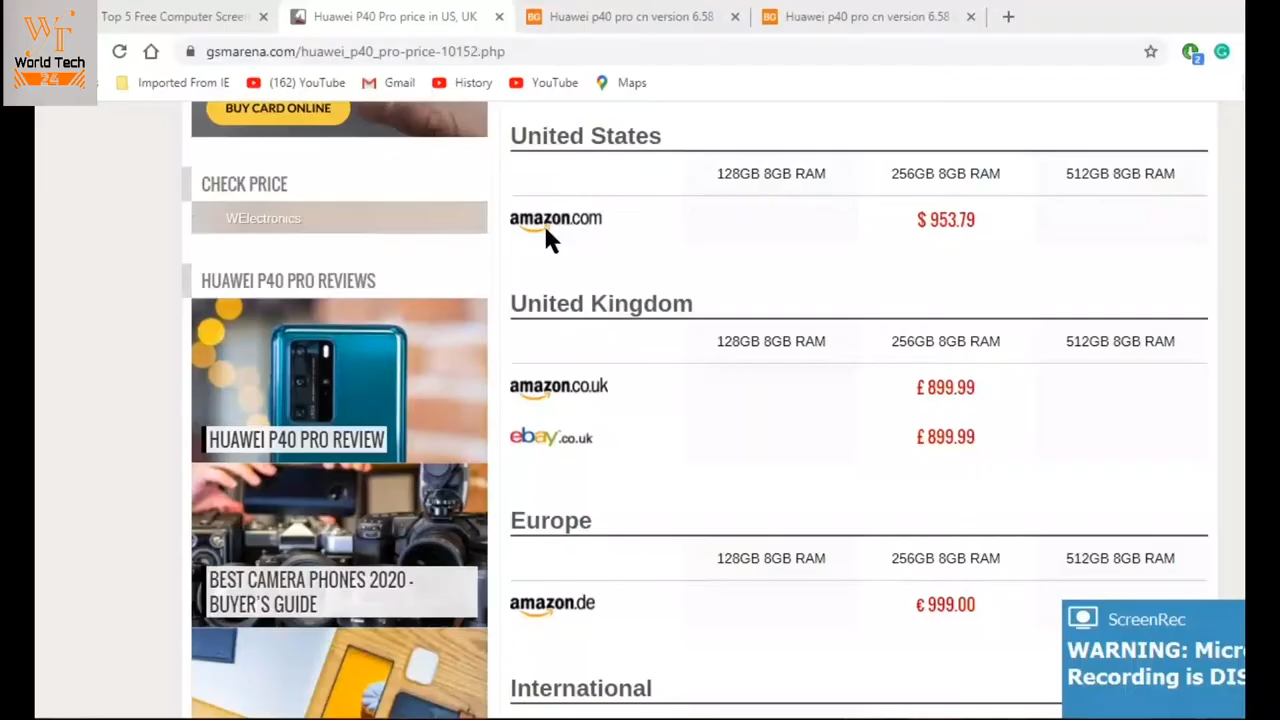 Top 5 Free Computer Screen
Huawei P40 Pro price in US, UK
BG Huawei p40 pro cn version 6.58
BG Huawei p40 pro cn version 6.58
WT
World Tech
24
gsmarena.com/huawei_p40_pro-price-10152.php
2
Imported From IE
(162) YouTube
Gmail
History
YouTube
Maps
BUY CARD ONLINE
CHECK PRICE
WElectronics
HUAWEI P40 PRO REVIEWS
HUAWEI P40 PRO REVIEW
BEST CAMERA PHONES 2020 -
BUYER'S GUIDE
United States
128GB 8GB RAM 256GB 8GB RAM 512GB 8GB RAM
amazon.com $ 953.79
United Kingdom
128GB 8GB RAM 256GB 8GB RAM 512GB 8GB RAM
amazon.co.uk £ 899.99
ebay.co.uk £ 899.99
Europe
128GB 8GB RAM 256GB 8GB RAM 512GB 8GB RAM
amazon.de € 999.00
International
ScreenRec
WARNING: Micr
Recording is DIS